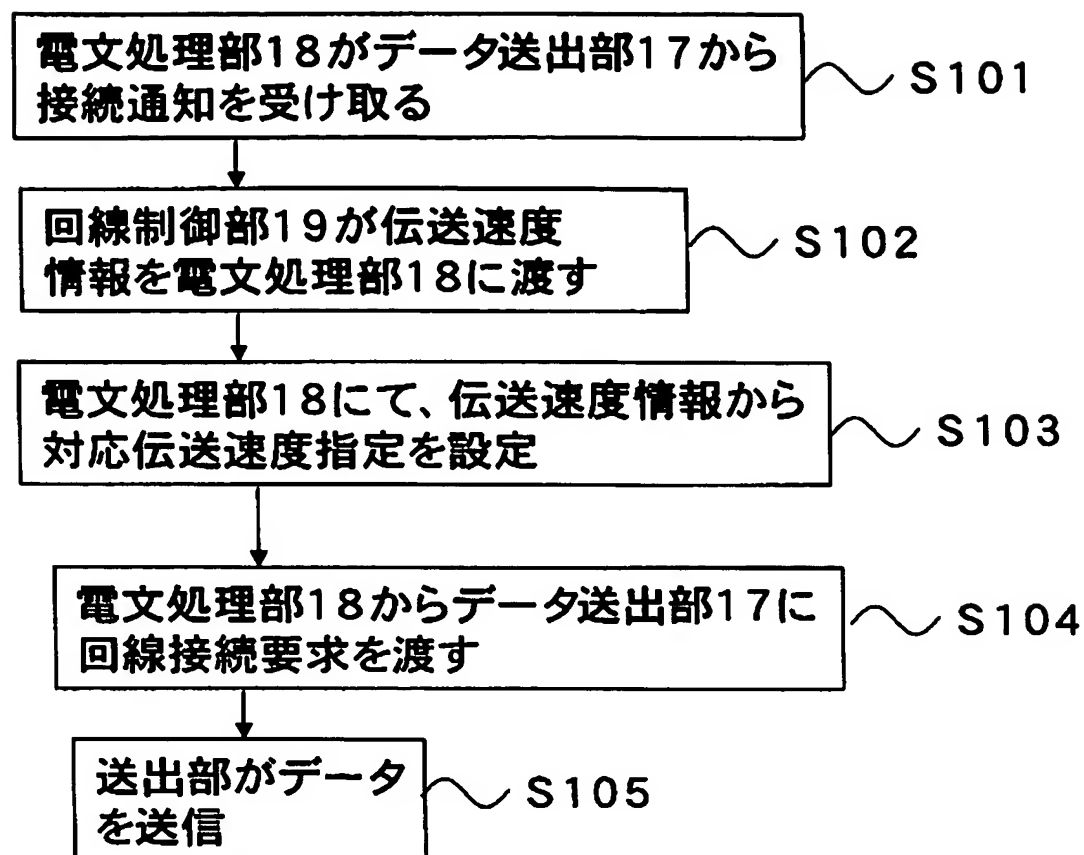 電文処理部18がデータ送出部17から
接続通知を受け取る
S101
回線制御部19が伝送速度
情報を電文処理部18に渡す
S102
電文処理部18にて、伝送速度情報から
対応伝送速度指定を設定
S103
電文処理部18からデータ送出部17に
回線接続要求を渡す
S104
送出部がデータ
を送信
S105